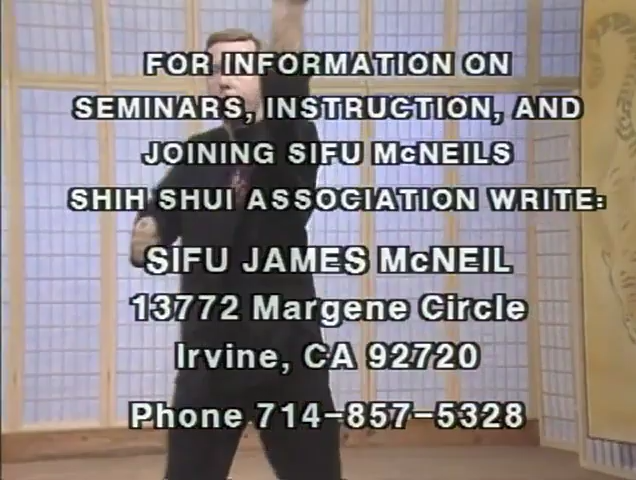 FOR INFORMATION ON
SEMINARS, INSTRUCTION, AND
JOINING SIFU McNEILS
SHIH SHUI ASSOCIATION WRITE:
SIFU JAMES McNEIL
13772 Margene Circle
Irvine, CA 92720
Phone 714-857-5328